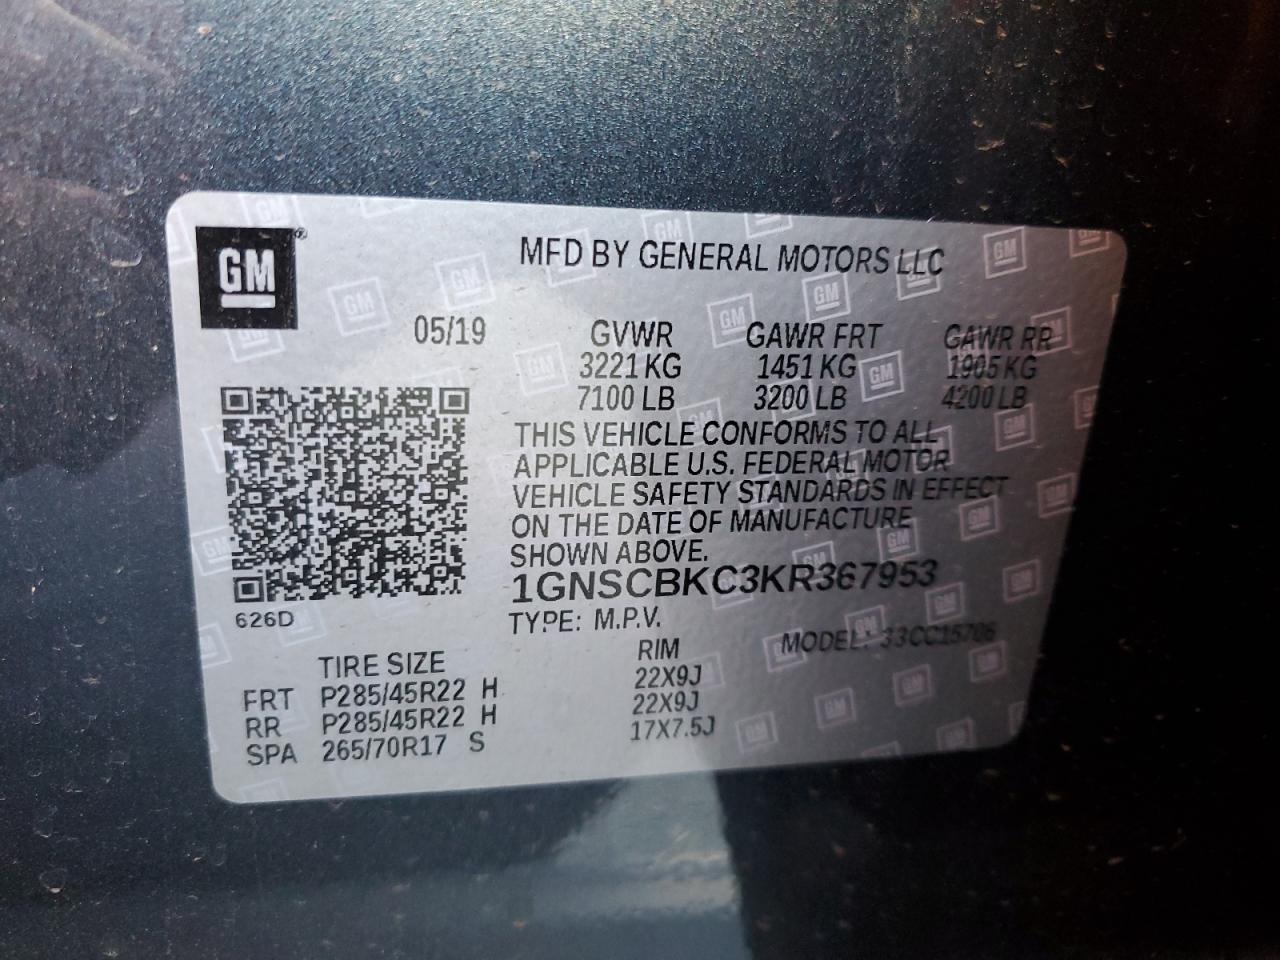 GM ®
MFD BY GENERAL MOTORS LLC
05/19 GVWR GAWR FRT GAWR RR
3221 KG 1451 KG 1905 KG
7100 LB 3200 LB 4200 LB
THIS VEHICLE CONFORMS TO ALL
APPLICABLE U.S. FEDERAL MOTOR
VEHICLE SAFETY STANDARDS IN EFFECT
ON THE DATE OF MANUFACTURE
SHOWN ABOVE.
1GNSCBKC3KR367953
626D
TYPE: M.P.V. MODEL: 33CC15706
TIRE SIZE RIM
FRT P285/45R22 H 22X9J
RR P285/45R22 H 22X9J
SPA 265/70R17 S 17X7.5J